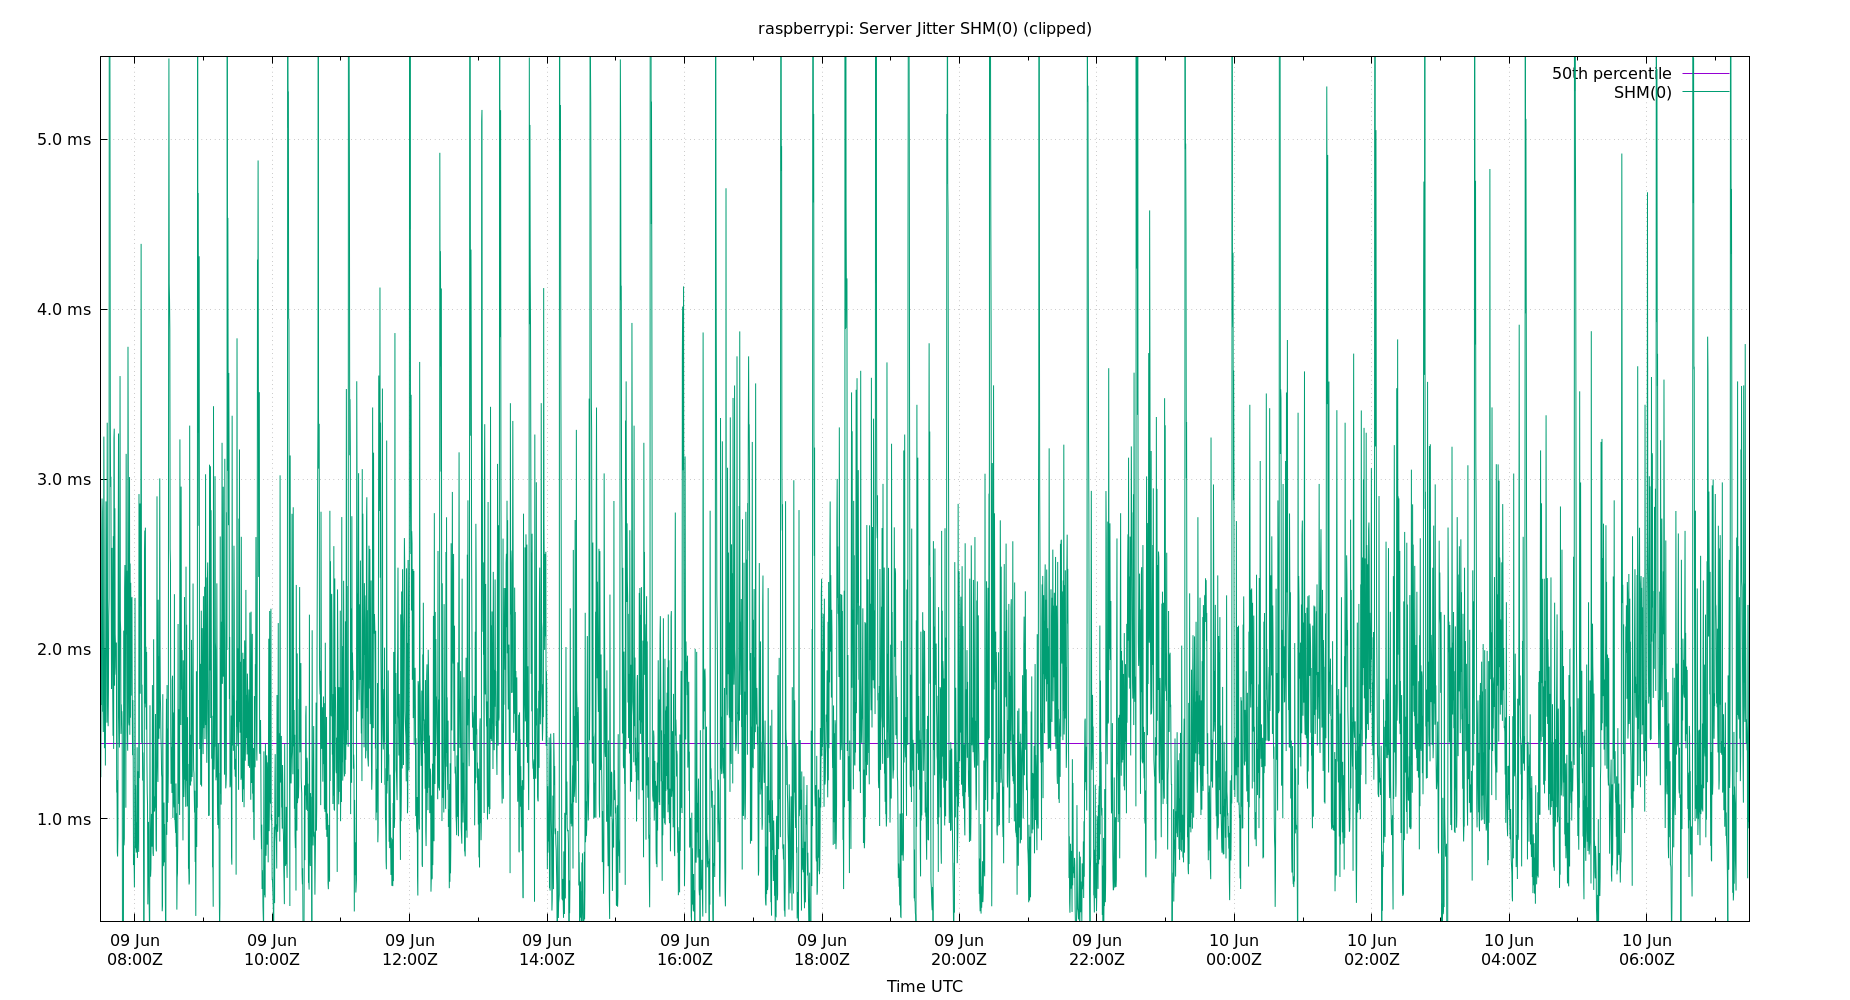 raspberrypi: Server Jitter SHM(0) (clipped)
50th percentile
SHM(0)
5.0 ms
4.0 ms
3.0 ms
2.0 ms
1.0 ms
09 Jun 09 Jun 09 Jun 09 Jun 09 Jun 09 Jun 09 Jun 09 Jun 10 Jun 10 Jun 10 Jun 10 Jun
08:00Z 10:00Z 12:00Z 14:00Z 16:00Z 18:00Z 20:00Z 22:00Z 00:00Z 02:00Z 04:00Z 06:00Z
Time UTC